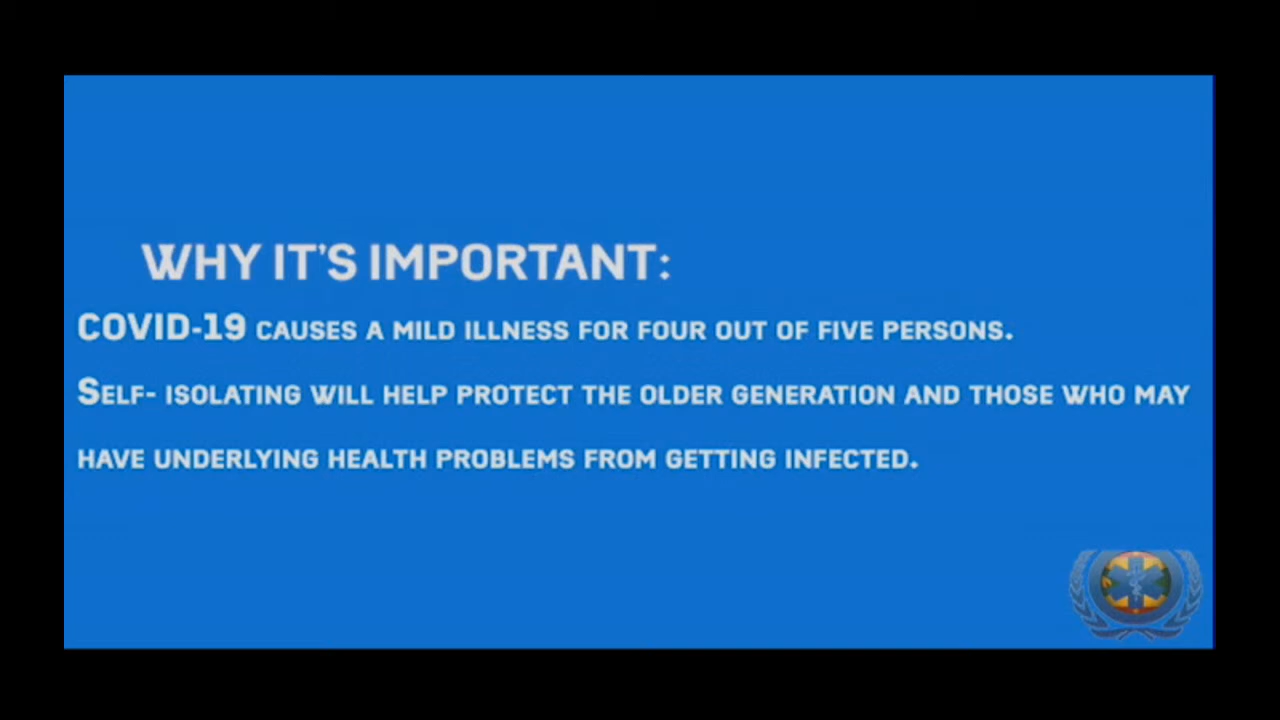 WHY IT'S IMPORTANT:
COVID-19 CAUSES A MILD ILLNESS FOR FOUR OUT OF FIVE PERSONS.
SELF- ISOLATING WILL HELP PROTECT THE OLDER GENERATION AND THOSE WHO MAY
HAVE UNDERLYING HEALTH PROBLEMS FROM GETTING INFECTED.